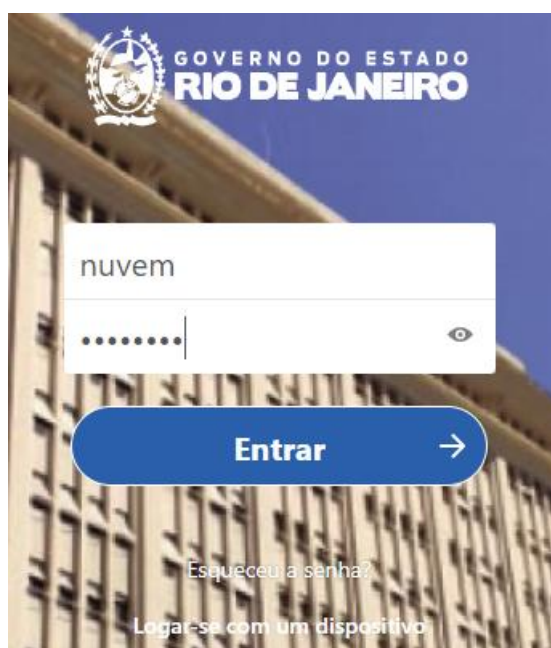 GOVERNO DO ESTADO
RIO DE JANEIRO
nuvem
••••••••
Entrar
Esqueceu a senha?
Logar-se com um dispositivo